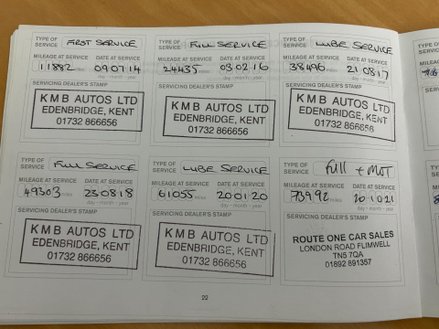 TYPE OF SERVICE FIRST SERVICE
MILEAGE AT SERVICE DATE AT SERVICE
11882 miles 09.07.14
day - month - year
SERVICING DEALER'S STAMP
KMB AUTOS LTD
EDENBRIDGE, KENT
01732 866656
TYPE OF SERVICE FULL SERVICE
MILEAGE AT SERVICE DATE AT SERVICE
24435 miles 03.02.16
day - month - year
SERVICING DEALER'S STAMP
KMB AUTOS LTD
EDENBRIDGE, KENT
01732 866656
TYPE OF SERVICE LUBE SERVICE
MILEAGE AT SERVICE DATE AT SERVICE
38496 miles 21.08.17
day - month - year
SERVICING DEALER'S STAMP
KMB AUTOS LTD
EDENBRIDGE, KENT
01732 866656
TYPE OF SERVICE FULL SERVICE
MILEAGE AT SERVICE DATE AT SERVICE
49303 miles 23.08.18
day - month - year
SERVICING DEALER'S STAMP
KMB AUTOS LTD
EDENBRIDGE, KENT
01732 866656
TYPE OF SERVICE LUBE SERVICE
MILEAGE AT SERVICE DATE AT SERVICE
61055 miles 20.01.20
day - month - year
SERVICING DEALER'S STAMP
KMB AUTOS LTD
EDENBRIDGE, KENT
01732 866656
TYPE OF SERVICE Full + MOT
MILEAGE AT SERVICE DATE AT SERVICE
miles
day - month - year
SERVICING DEALER'S STAMP
ROUTE ONE CAR SALES
LONDON ROAD FLIMWELL
TN5 7QA
01892 891357
22